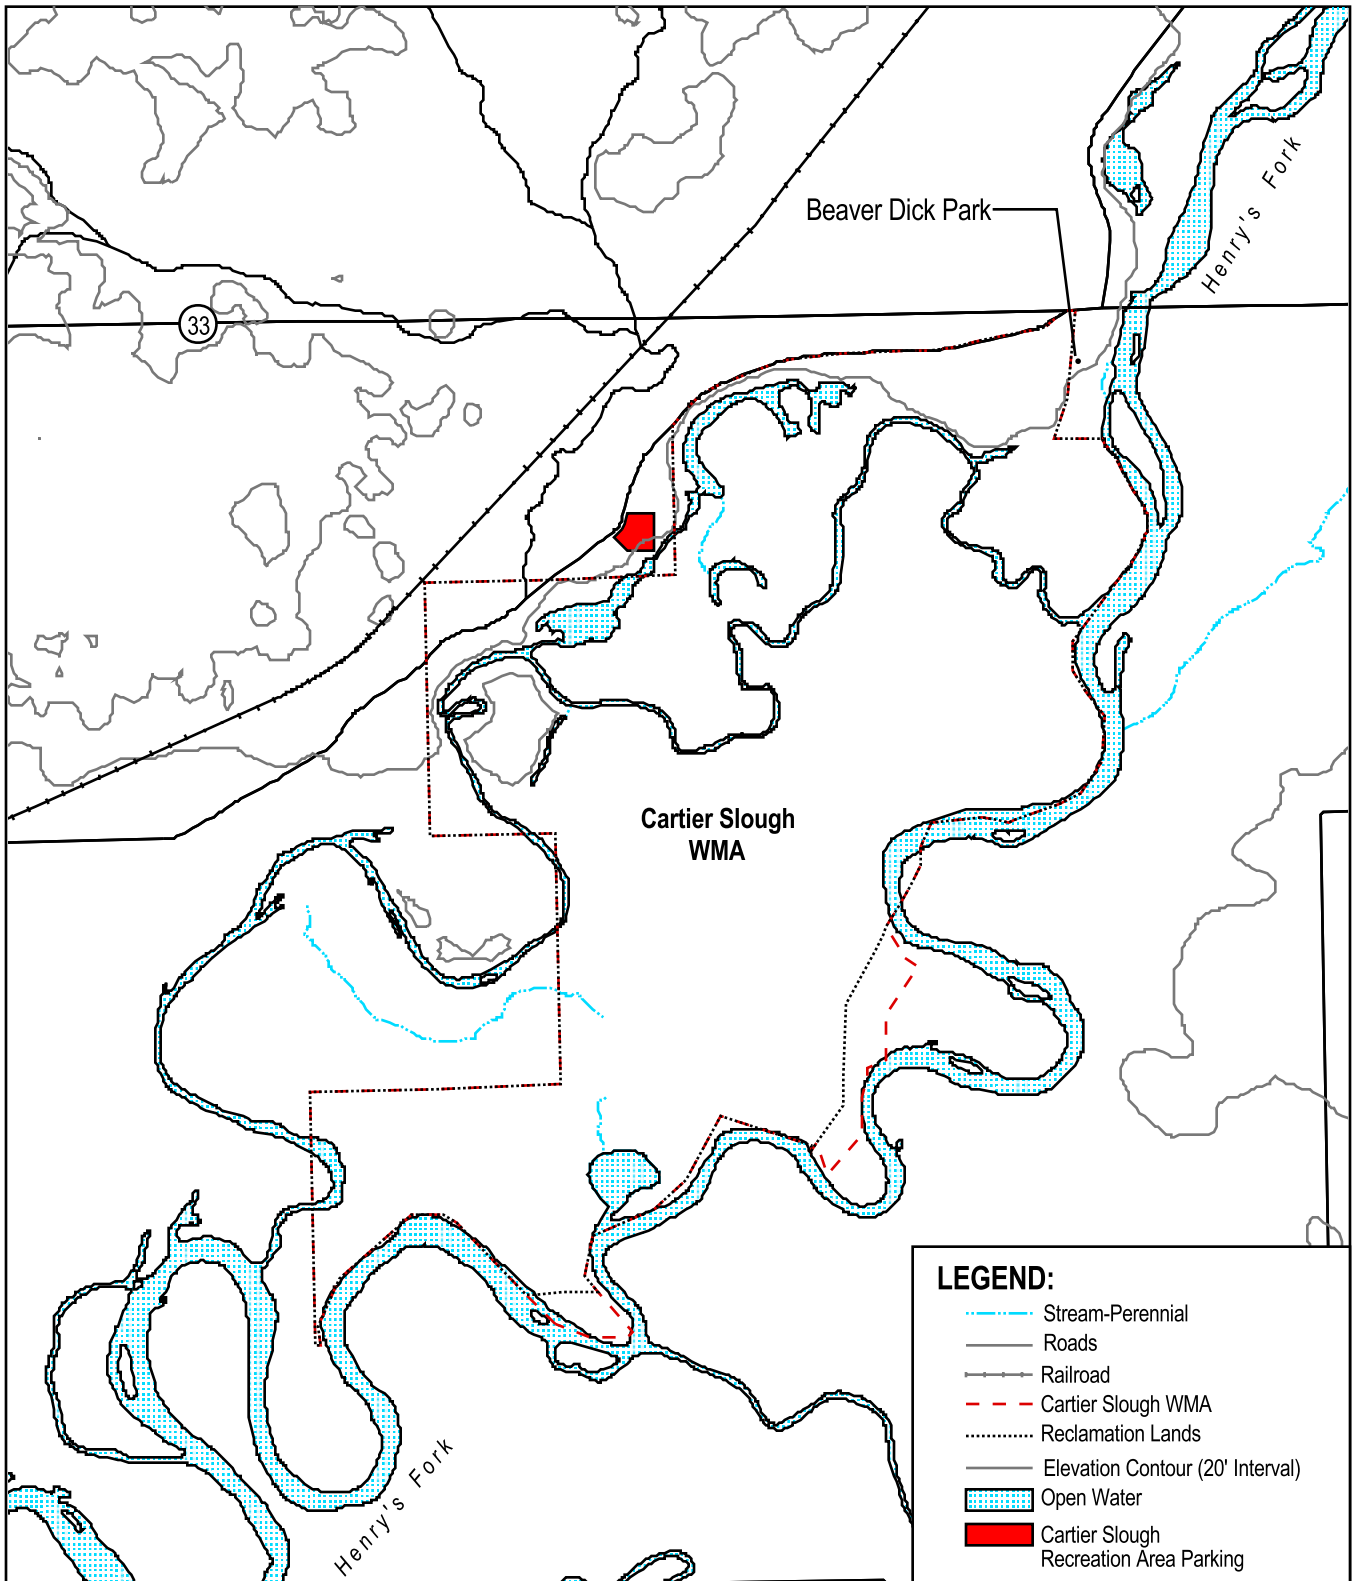 Henry's Fork
Beaver Dick Park
33
Cartier Slough
WMA
Henry's Fork
LEGEND:
Stream-Perennial
Roads
Railroad
Cartier Slough WMA
Reclamation Lands
Elevation Contour (20' Interval)
Open Water
Cartier Slough
Recreation Area Parking